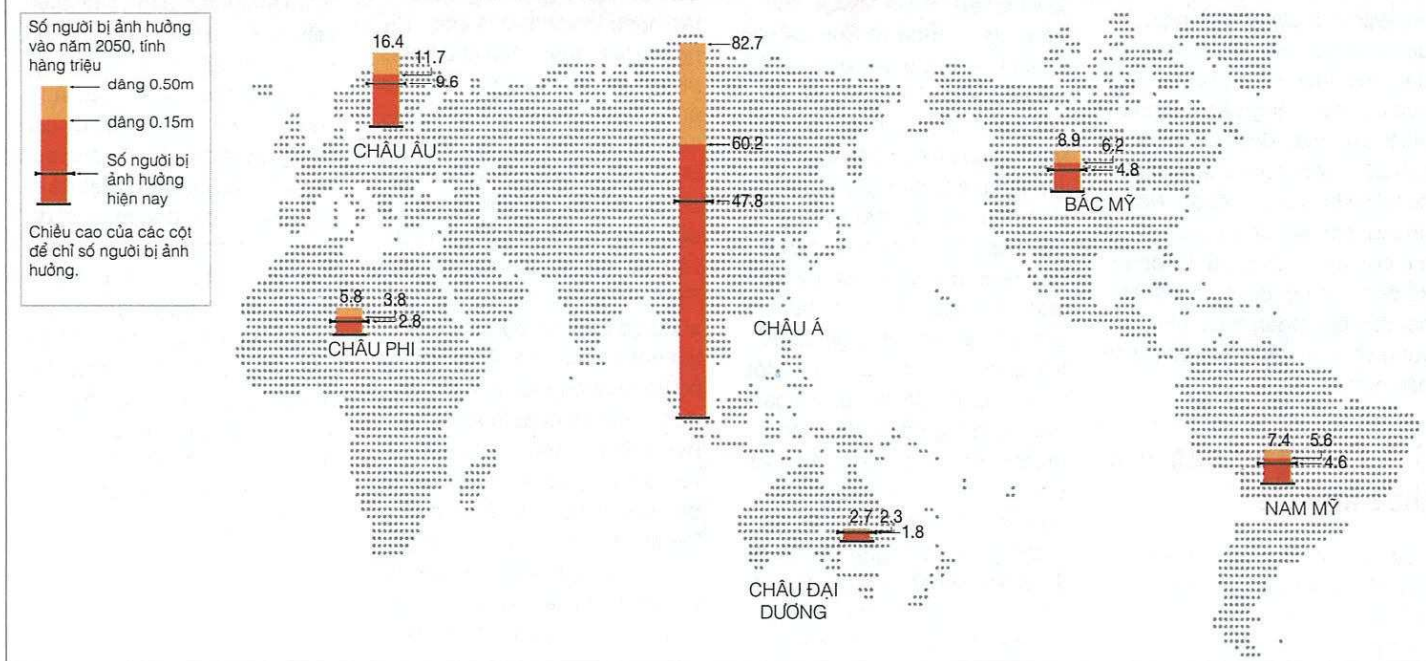 Số người bị ảnh hưởng
vào năm 2050, tính
hàng triệu
dâng 0.50m
dâng 0.15m
Số người bị
ảnh hưởng
hiện nay
Chiều cao của các cột
để chỉ số người bị ảnh
hưởng.
16.4
11.7
9.6
CHÂU ÂU
82.7
60.2
47.8
CHÂU Á
8.9
6.2
4.8
BẮC MỸ
5.8
3.8
2.8
CHÂU PHI
2.7
2.3
1.8
CHÂU ĐẠI
DƯƠNG
7.4
5.6
4.6
NAM MỸ